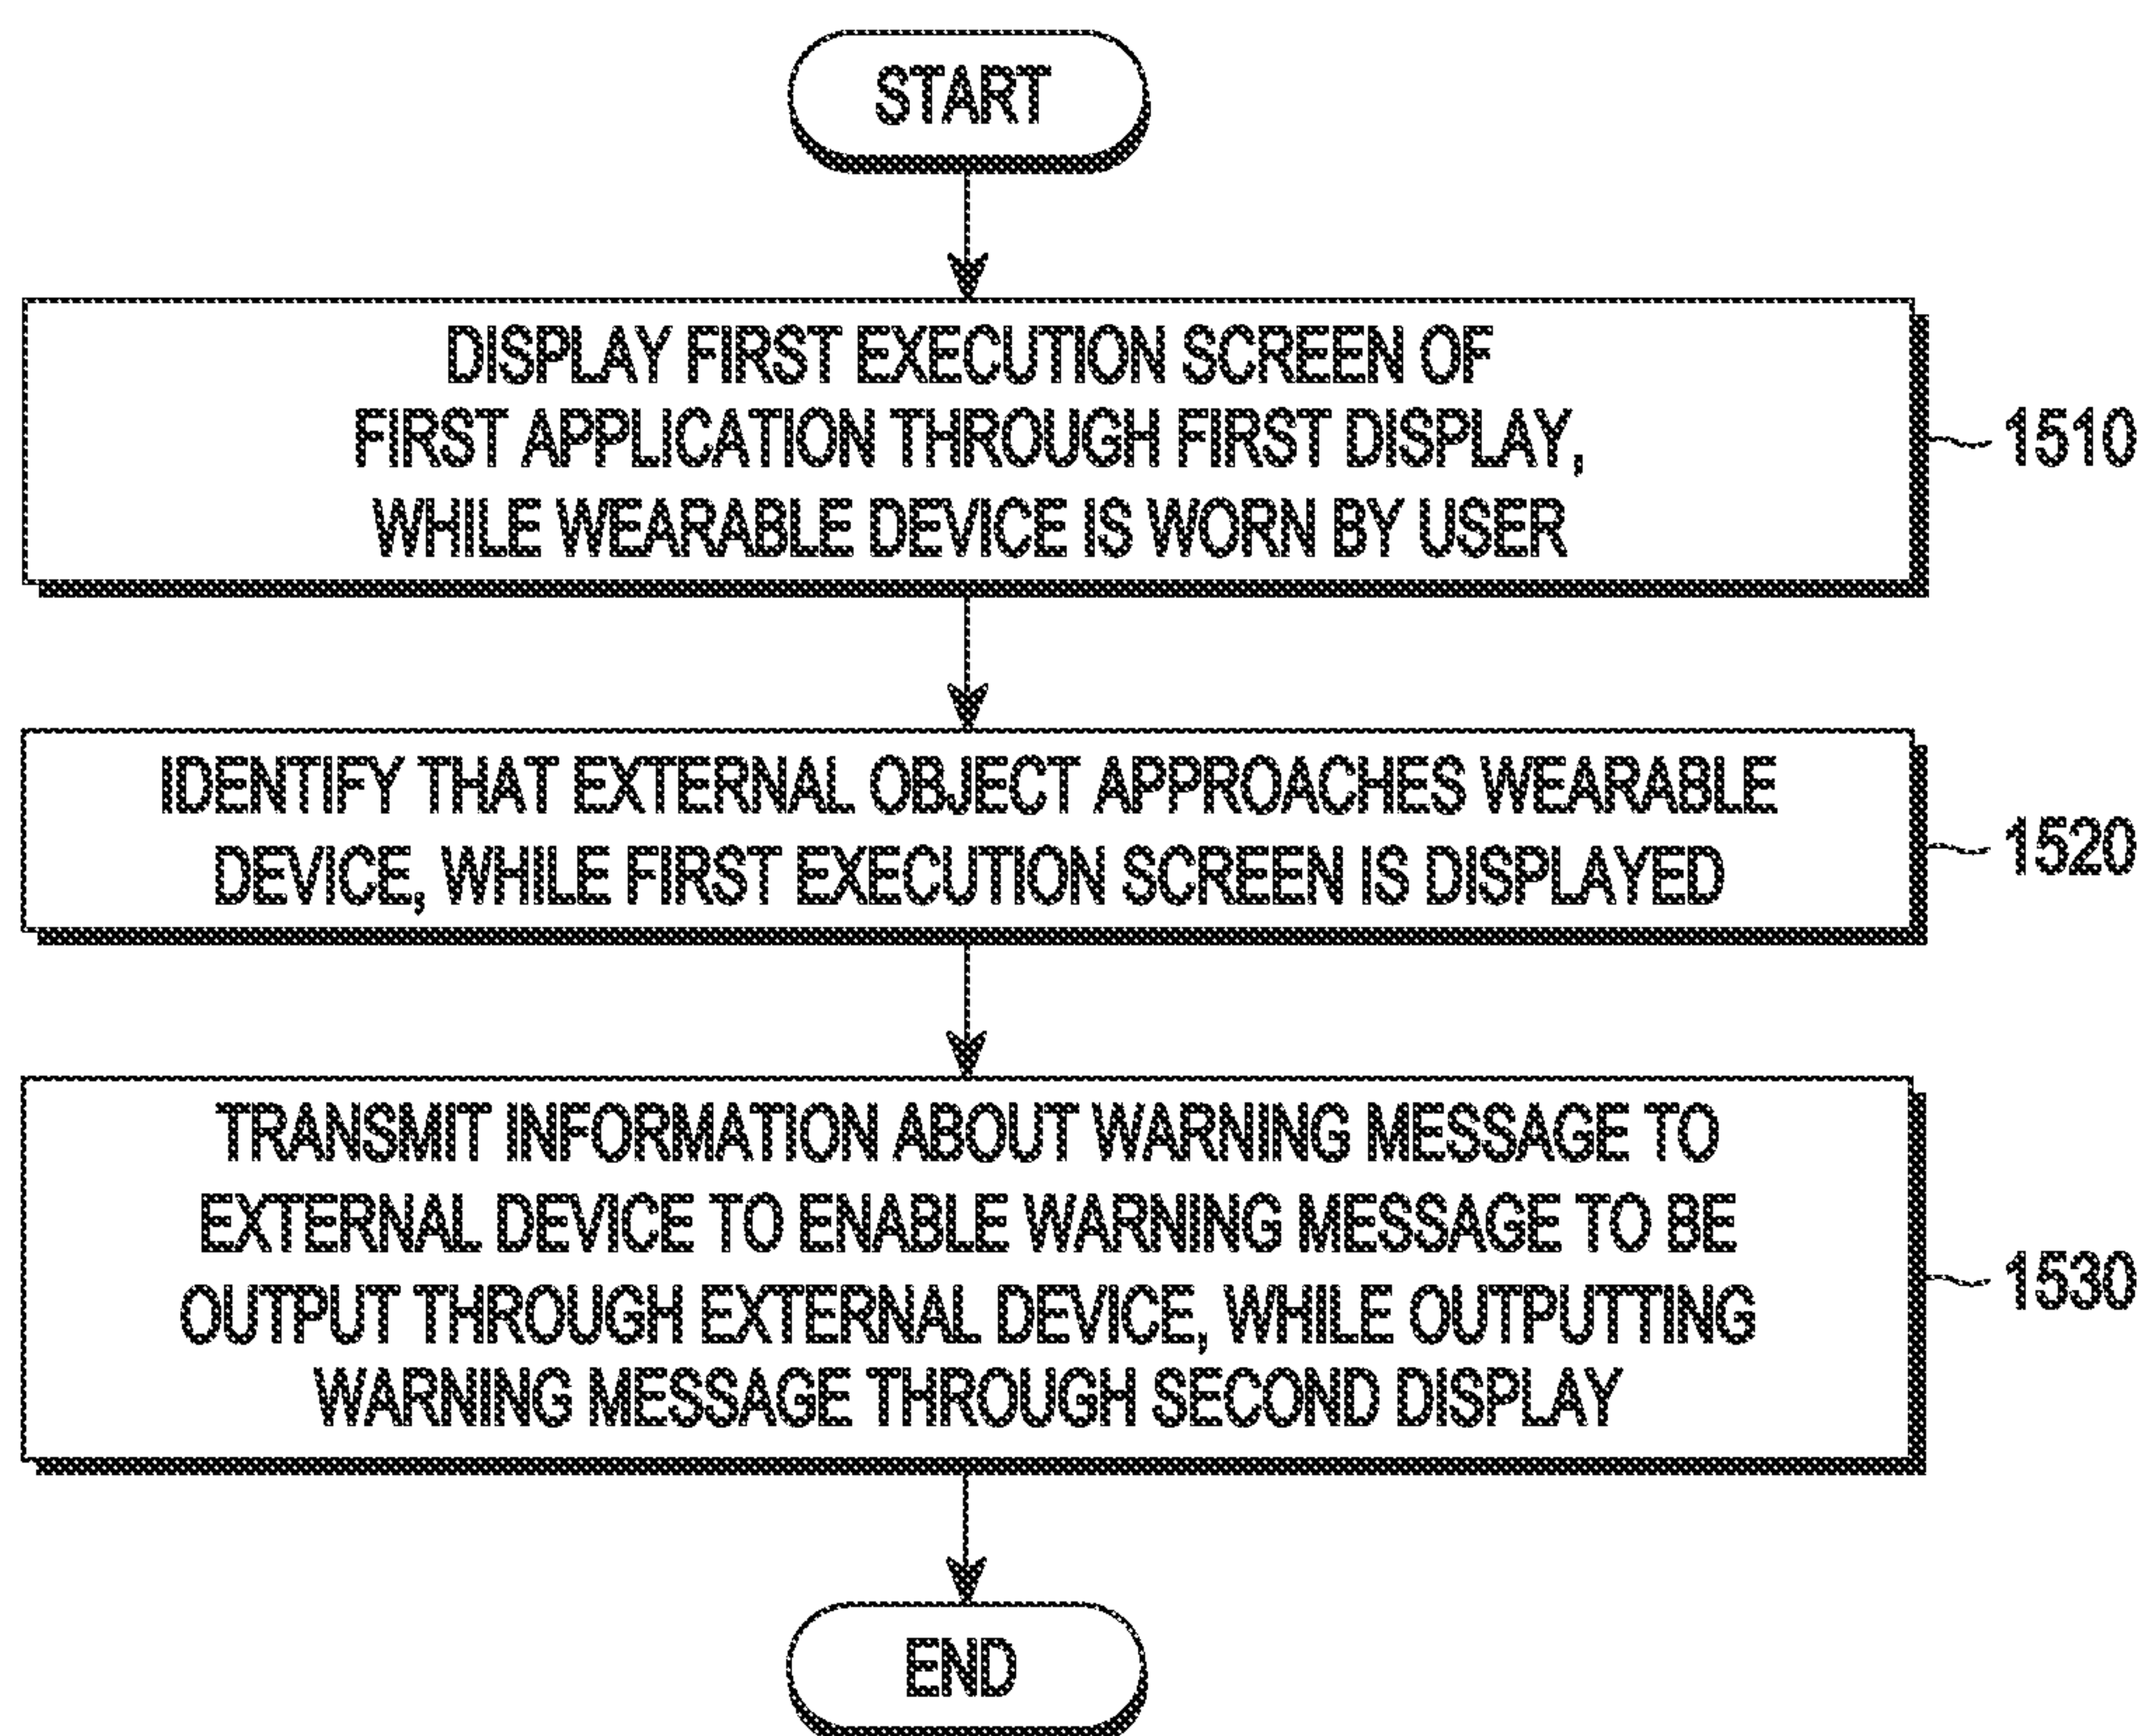 START
DISPLAY FIRST EXECUTION SCREEN OF
FIRST APPLICATION THROUGH FIRST DISPLAY,
WHILE WEARABLE DEVICE IS WORN BY USER
1510
IDENTIFY THAT EXTERNAL OBJECT APPROACHES WEARABLE
DEVICE, WHILE FIRST EXECUTION SCREEN IS DISPLAYED
1520
TRANSMIT INFORMATION ABOUT WARNING MESSAGE TO
EXTERNAL DEVICE TO ENABLE WARNING MESSAGE TO BE
OUTPUT THROUGH EXTERNAL DEVICE, WHILE OUTPUTTING
WARNING MESSAGE THROUGH SECOND DISPLAY
1530
END